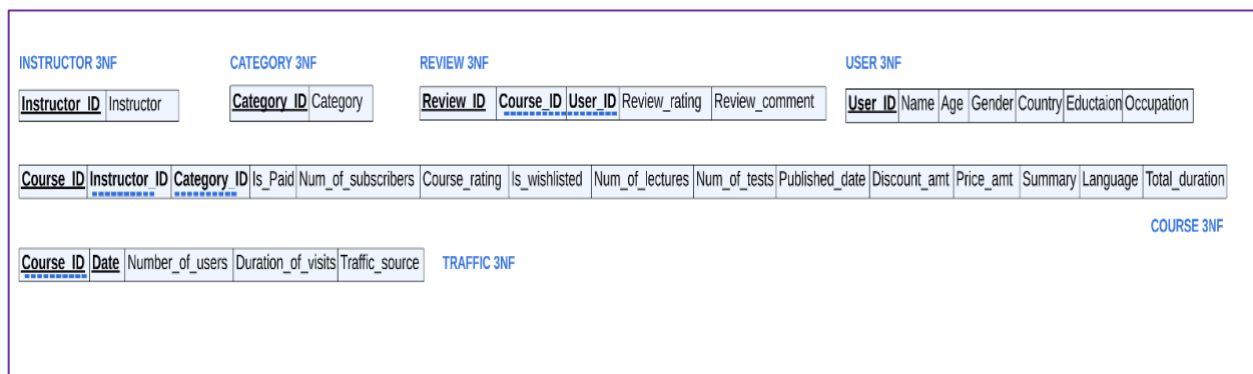 INSTRUCTOR 3NF CATEGORY 3NF REVIEW 3NF USER 3NF
Instructor_ID Instructor Category_ID Category Review_ID Course_ID User_ID Review_rating Review_comment User_ID Name Age Gender Country Eductaion Occupation
Course_ID Instructor_ID Category_ID Is_Paid Num_of_subscribers Course_rating Is_wishlisted Num_of_lectures Num_of_tests Published_date Discount_amt Price_amt Summary Language Total_duration
COURSE 3NF
Course_ID Date Number_of_users Duration_of_visits Traffic_source TRAFFIC 3NF